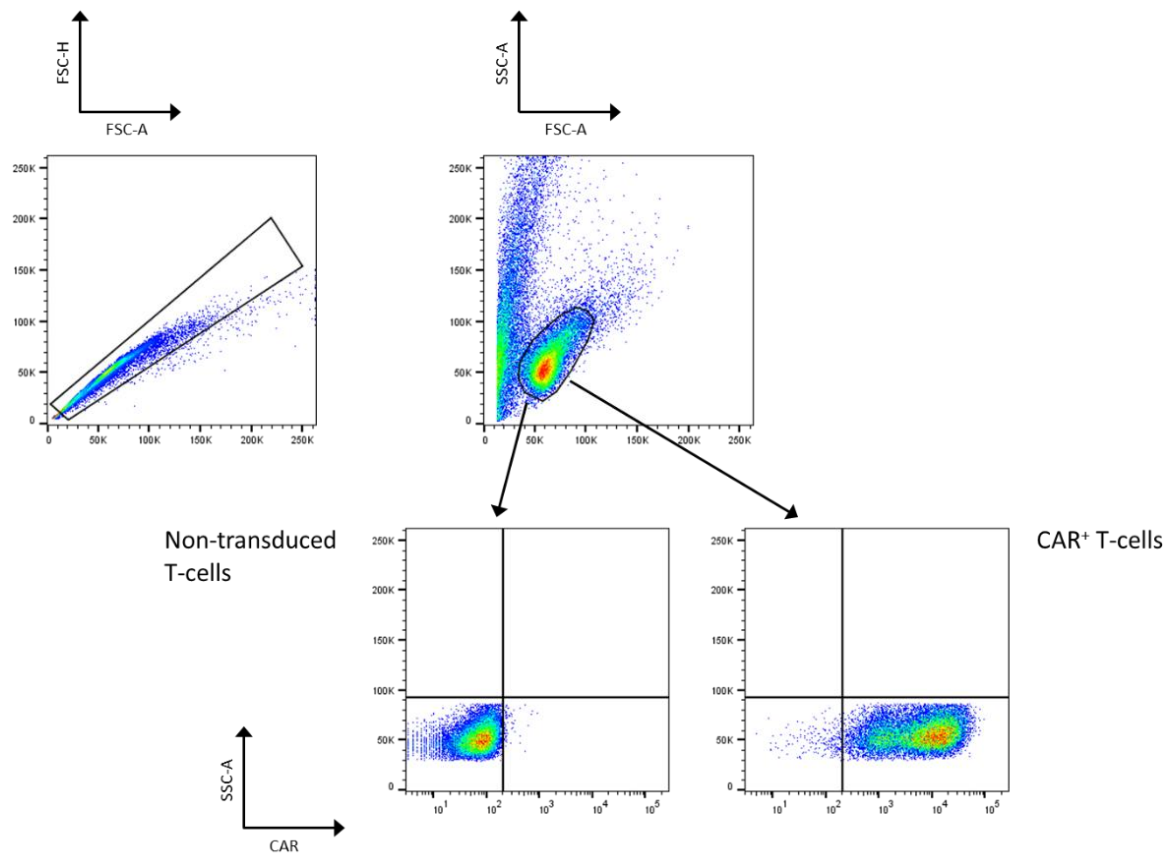 FSC-H
FSC-A
SSC-A
FSC-A
250K
200K
150K
100K
50K
0
0
50K
100K
150K
200K
250K
250K
200K
150K
100K
50K
0
0
50K
100K
150K
200K
250K
Non-transduced
T-cells
250K
200K
150K
100K
50K
0
10¹
10²
10³
10⁴
10⁵
250K
200K
150K
100K
50K
0
10¹
10²
10³
10⁴
10⁵
CAR⁺ T-cells
SSC-A
CAR